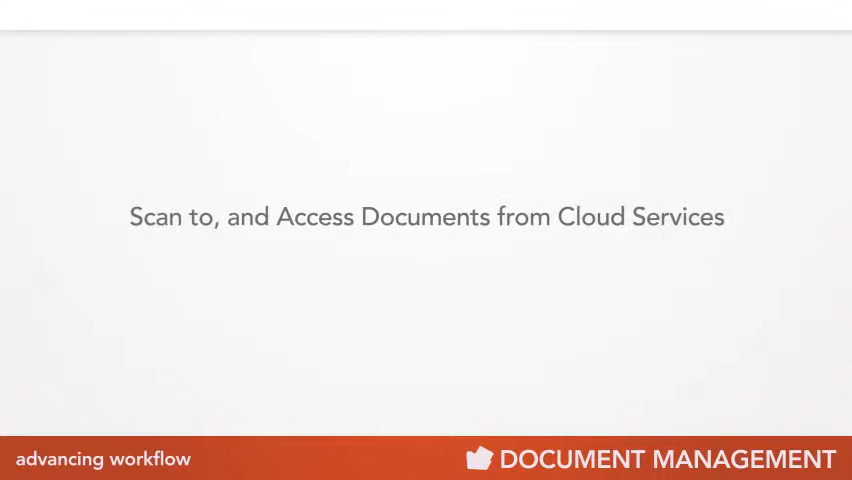 Scan to, and Access Documents from Cloud Services
advancing workflow
DOCUMENT MANAGEMENT